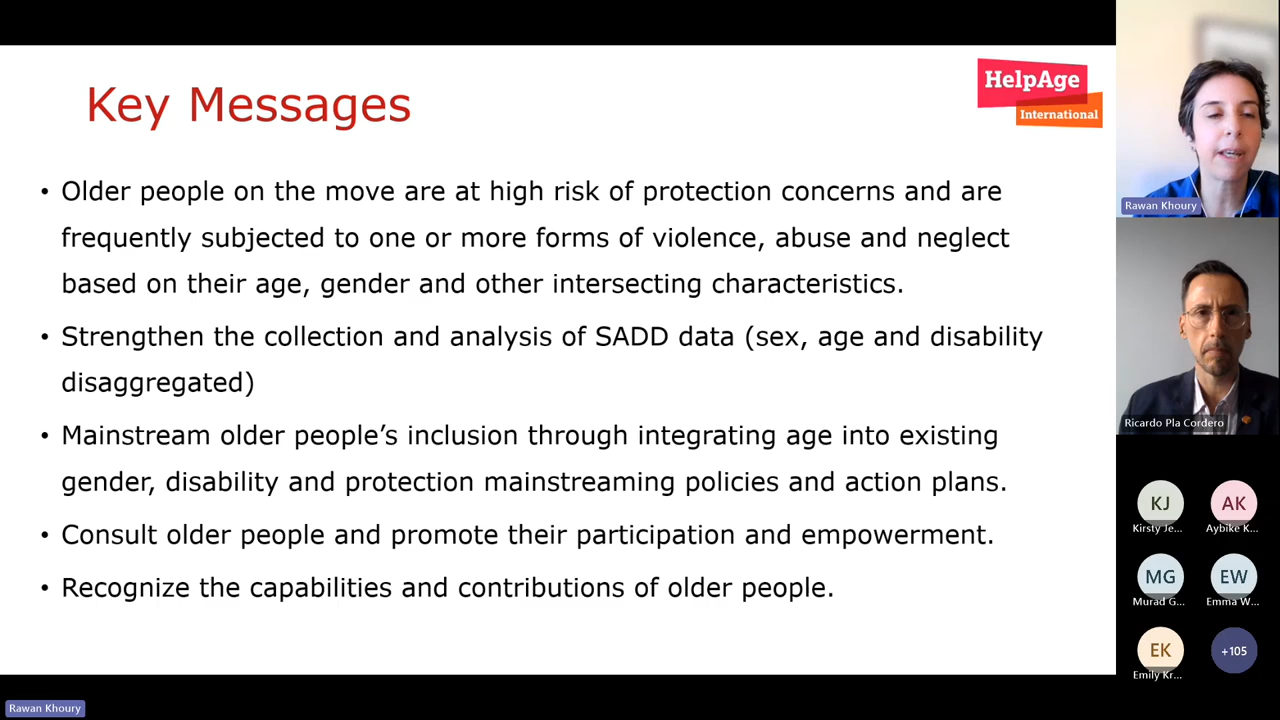 Key Messages
HelpAge
International
• Older people on the move are at high risk of protection concerns and are
frequently subjected to one or more forms of violence, abuse and neglect
based on their age, gender and other intersecting characteristics.
• Strengthen the collection and analysis of SADD data (sex, age and disability
disaggregated)
• Mainstream older people’s inclusion through integrating age into existing
gender, disability and protection mainstreaming policies and action plans.
• Consult older people and promote their participation and empowerment.
• Recognize the capabilities and contributions of older people.
Rawan Khoury
Ricardo Pla Cordero
KJ
Kirsty Je...
AK
Aybike K...
MG
Murad G...
EW
Emma W...
EK
Emily Kr...
+105
Rawan Khoury